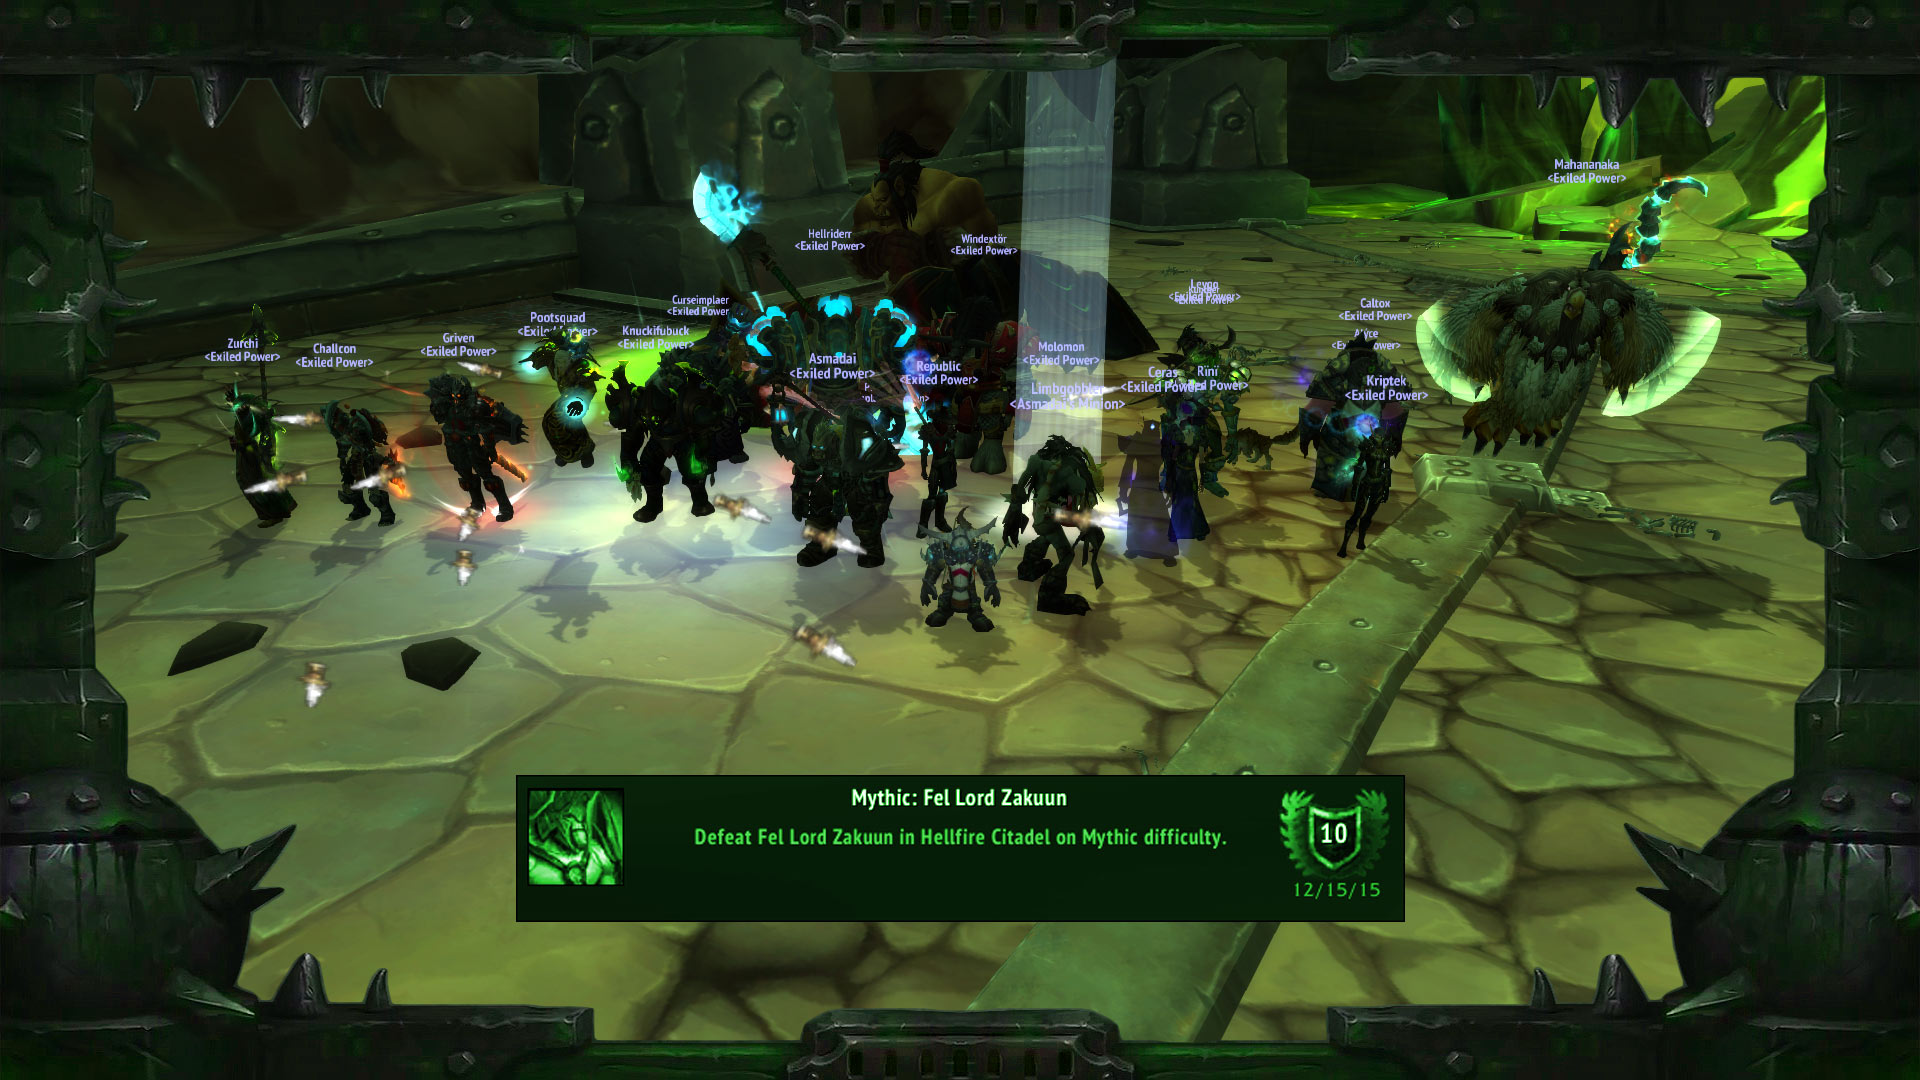 Mahananaka
<Exiled Power>
Hellriderr
<Exiled Power>
Windextör
<Exiled Power>
Leygo
<Exiled Power>
Curseimplaer
<Exiled Power>
Caltox
<Exiled Power>
Pootsquad
Knuckifubuck
<Exiled Power>
Griven
<Exiled Power>
Zurchi
<Exiled Power>
Challcon
<Exiled Power>
Asmadai
<Exiled Power>
Republic
<Exiled Power>
Molomon
<Exiled Power>
Ceras
Rini
Kriptek
<Exiled Power>
Mythic: Fel Lord Zakuun
Defeat Fel Lord Zakuun in Hellfire Citadel on Mythic difficulty.
10
12/15/15